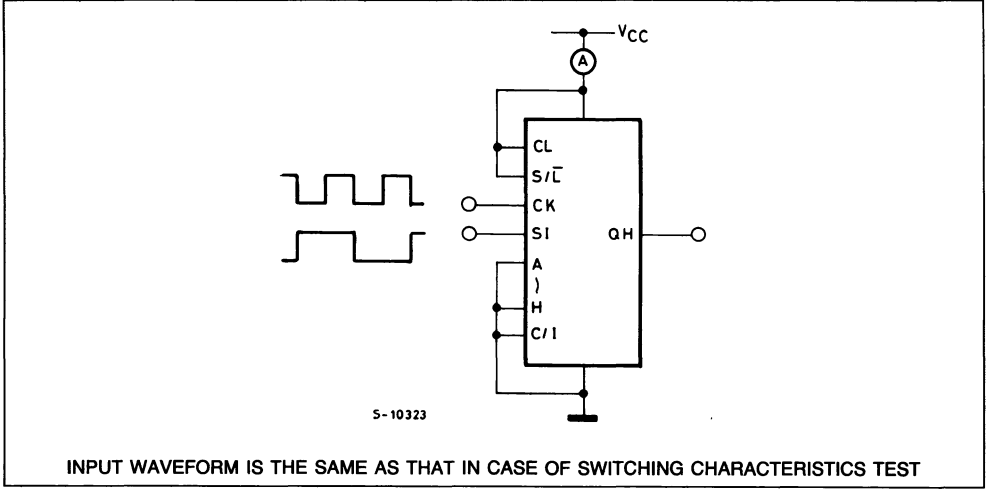 VCC
A
CL
S/L̅
CK
SI QH
A
H
C/I
S-10323
INPUT WAVEFORM IS THE SAME AS THAT IN CASE OF SWITCHING CHARACTERISTICS TEST